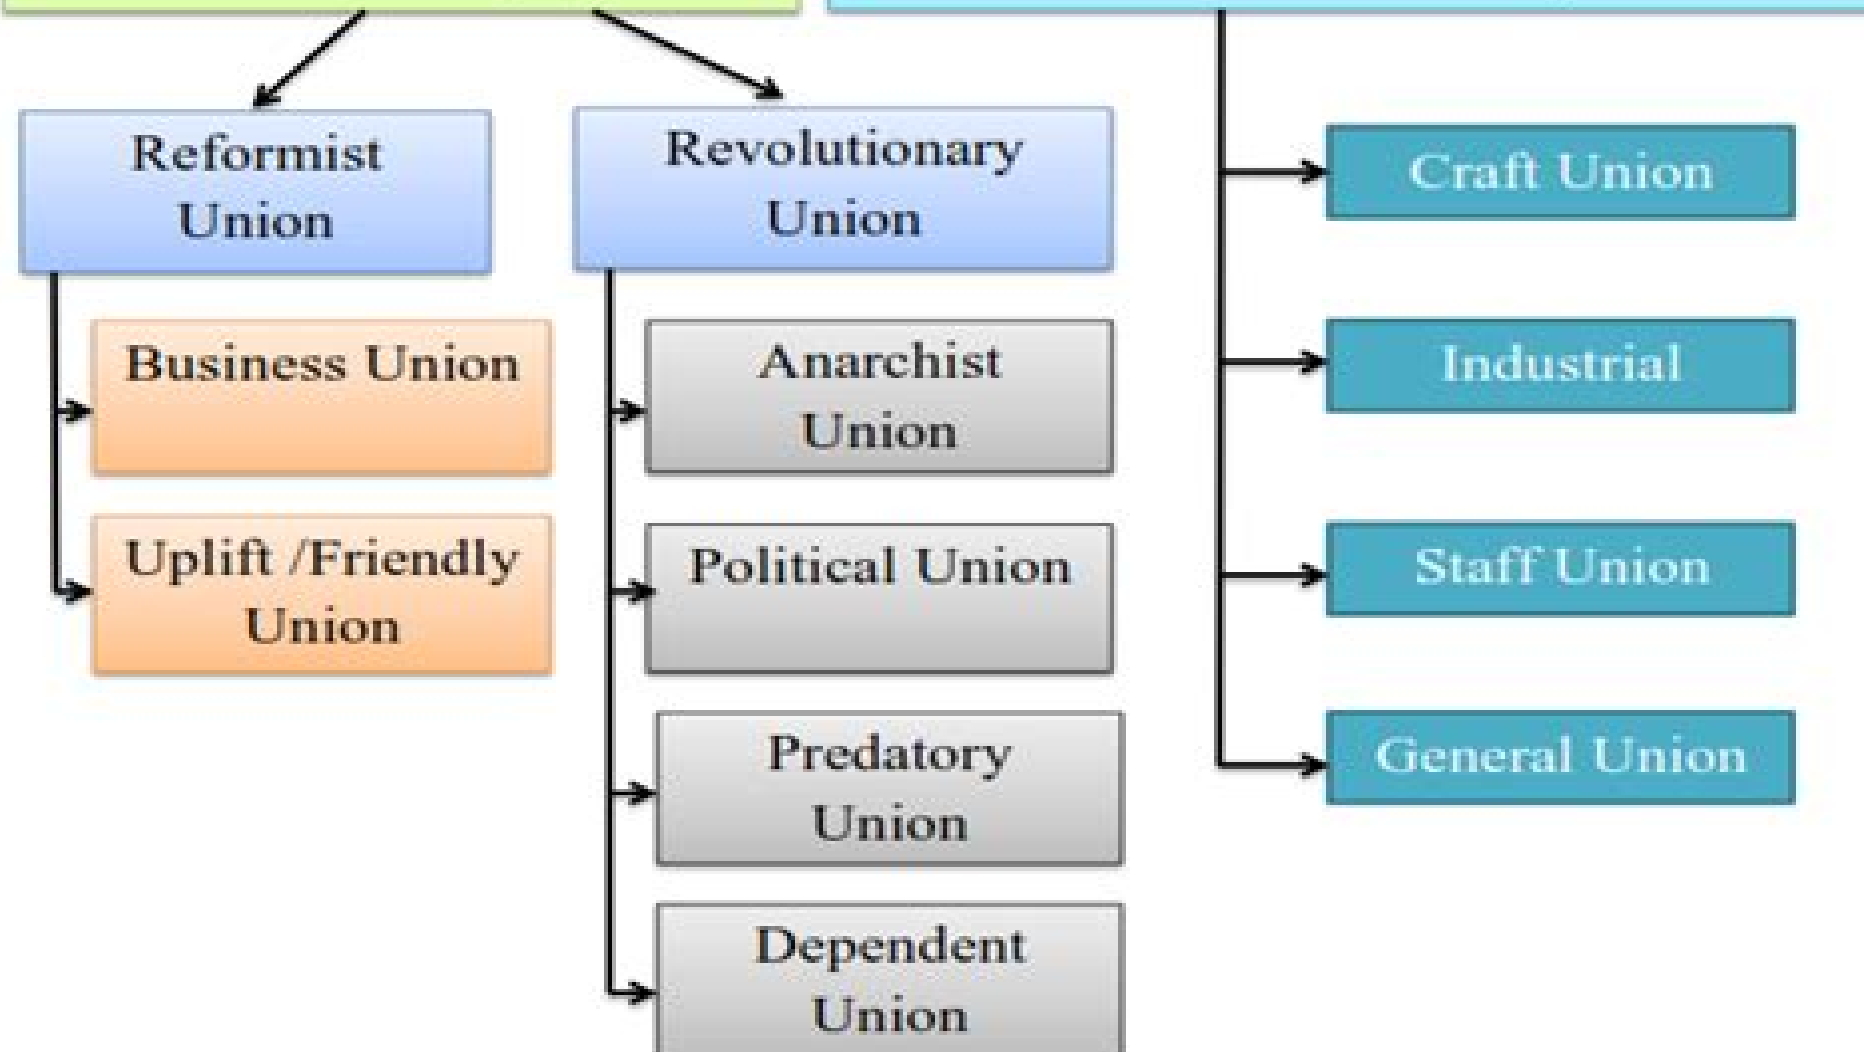 Reformist
Union
Business Union
Uplift /Friendly
Union
Revolutionary
Union
Anarchist
Union
Political Union
Predatory
Union
Dependent
Union
Craft Union
Industrial
Staff Union
General Union